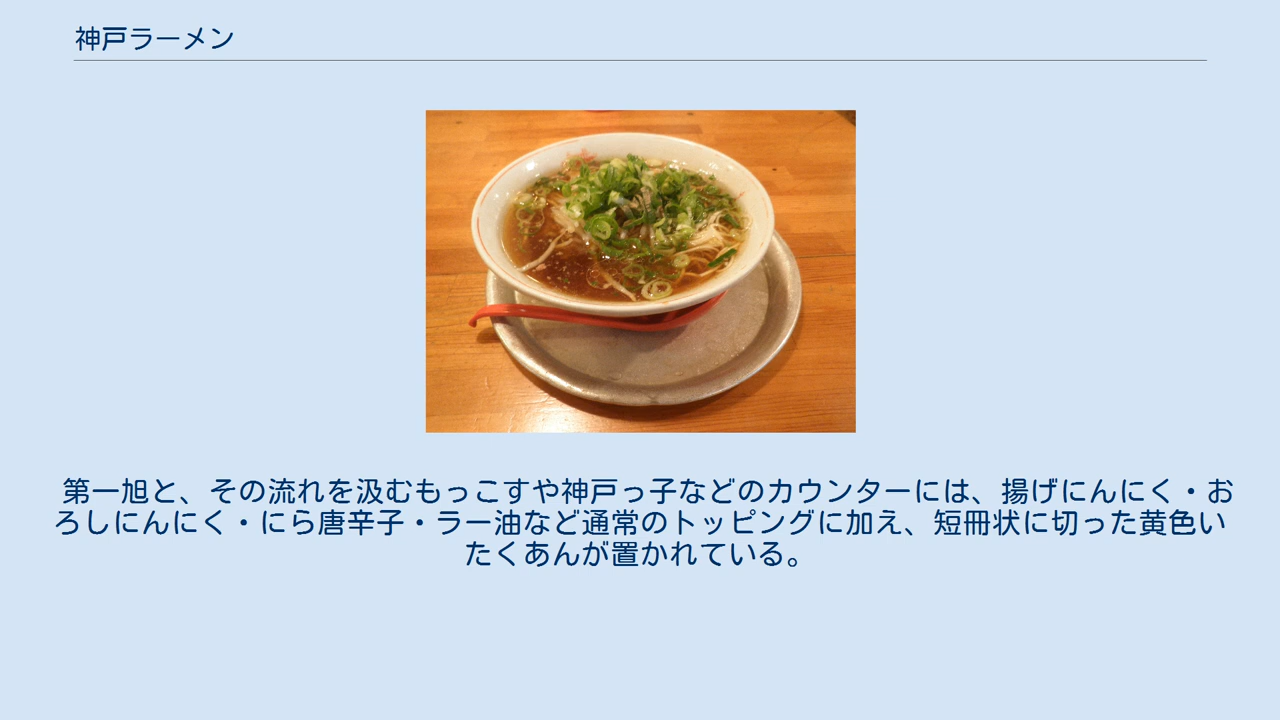 神戸ラーメン
第一旭と、その流れを汲むもっこすや神戸っ子などのカウンターには、揚げにんにく・お
ろしにんにく・にら唐辛子・ラー油など通常のトッピングに加え、短冊状に切った黄色い
たくあんが置かれている。